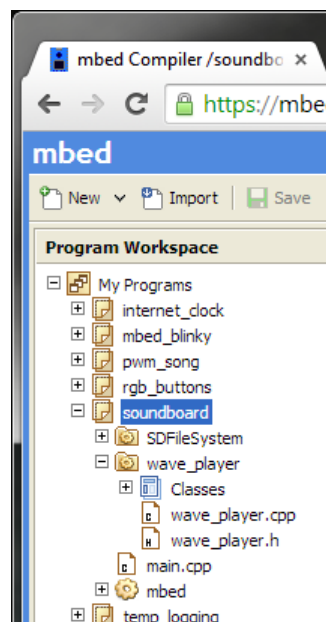 mbed Compiler /soundbo ×
https://mbe
mbed
New Import Save
Program Workspace
My Programs
internet_clock
mbed_blinky
pwm_song
rgb_buttons
soundboard
SDFileSystem
wave_player
Classes
wave_player.cpp
wave_player.h
main.cpp
mbed
temp_logging